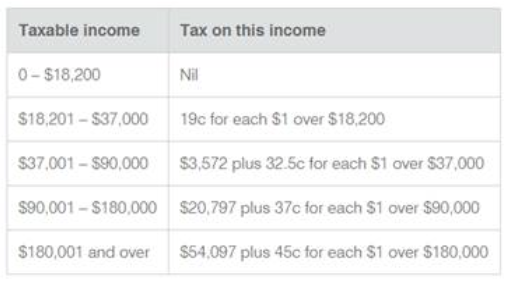 Taxable income Tax on this income
0 – $18,200 Nil
$18,201 – $37,000 19c for each $1 over $18,200
$37,001 – $90,000 $3,572 plus 32.5c for each $1 over $37,000
$90,001 – $180,000 $20,797 plus 37c for each $1 over $90,000
$180,001 and over $54,097 plus 45c for each $1 over $180,000